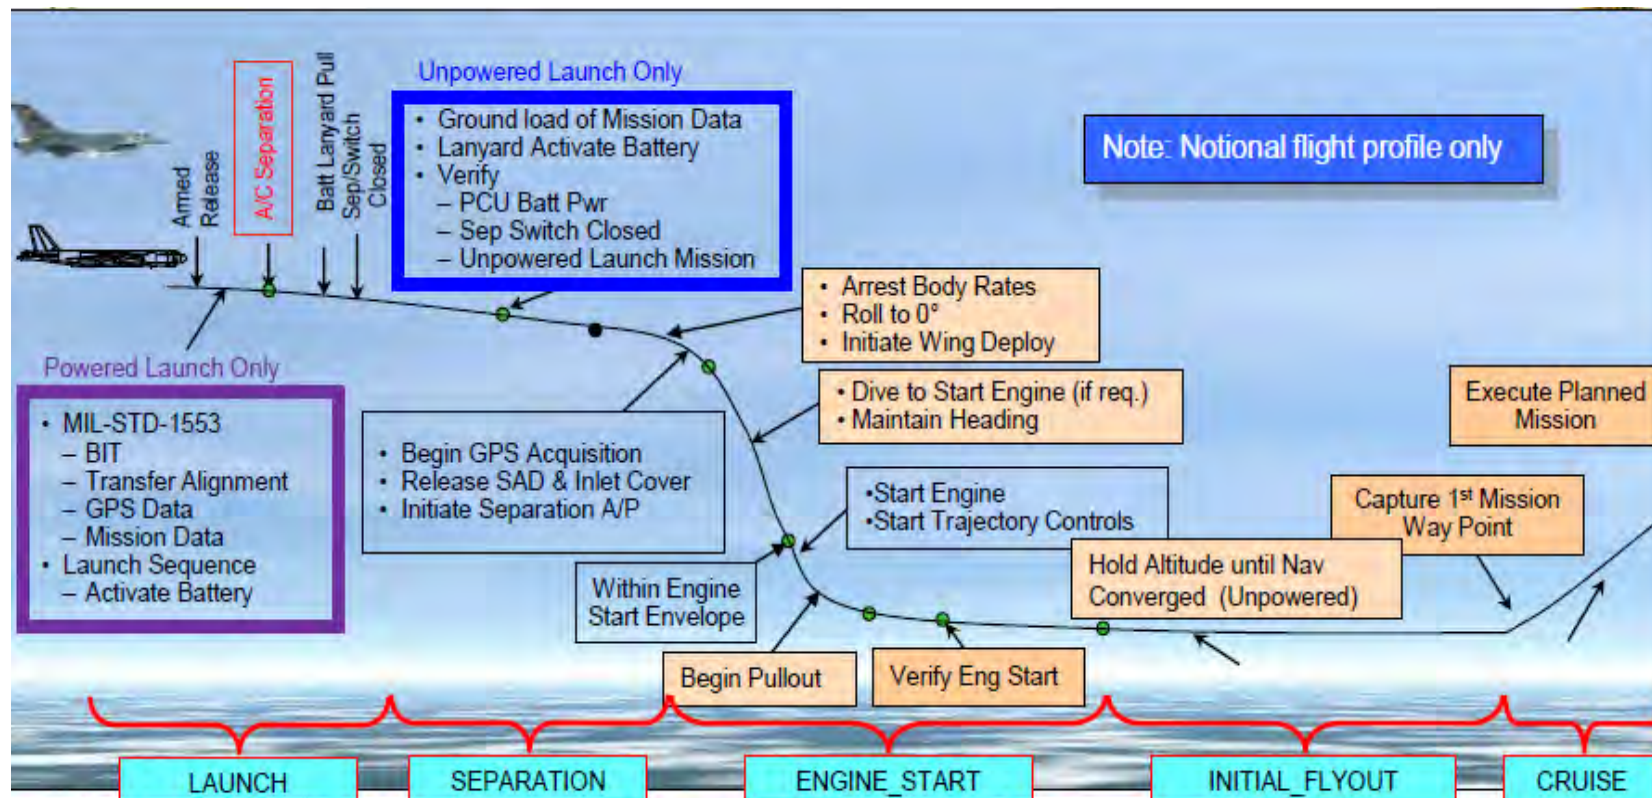 Armed
Release
A/C Separation
Batt Lanyard Pull
Sep/Switch
Closed
Unpowered Launch Only
• Ground load of Mission Data
• Lanyard Activate Battery
• Verify
– PCU Batt Pwr
– Sep Switch Closed
– Unpowered Launch Mission
Note: Notional flight profile only
Powered Launch Only
• MIL-STD-1553
– BIT
– Transfer Alignment
– GPS Data
– Mission Data
• Launch Sequence
– Activate Battery
• Begin GPS Acquisition
• Release SAD & Inlet Cover
• Initiate Separation A/P
• Arrest Body Rates
• Roll to 0°
• Initiate Wing Deploy
• Dive to Start Engine (if req.)
• Maintain Heading
Within Engine
Start Envelope
•Start Engine
•Start Trajectory Controls
Begin Pullout
Verify Eng Start
Hold Altitude until Nav
Converged (Unpowered)
Capture 1st Mission
Way Point
Execute Planned
Mission
LAUNCH
SEPARATION
ENGINE_START
INITIAL_FLYOUT
CRUISE